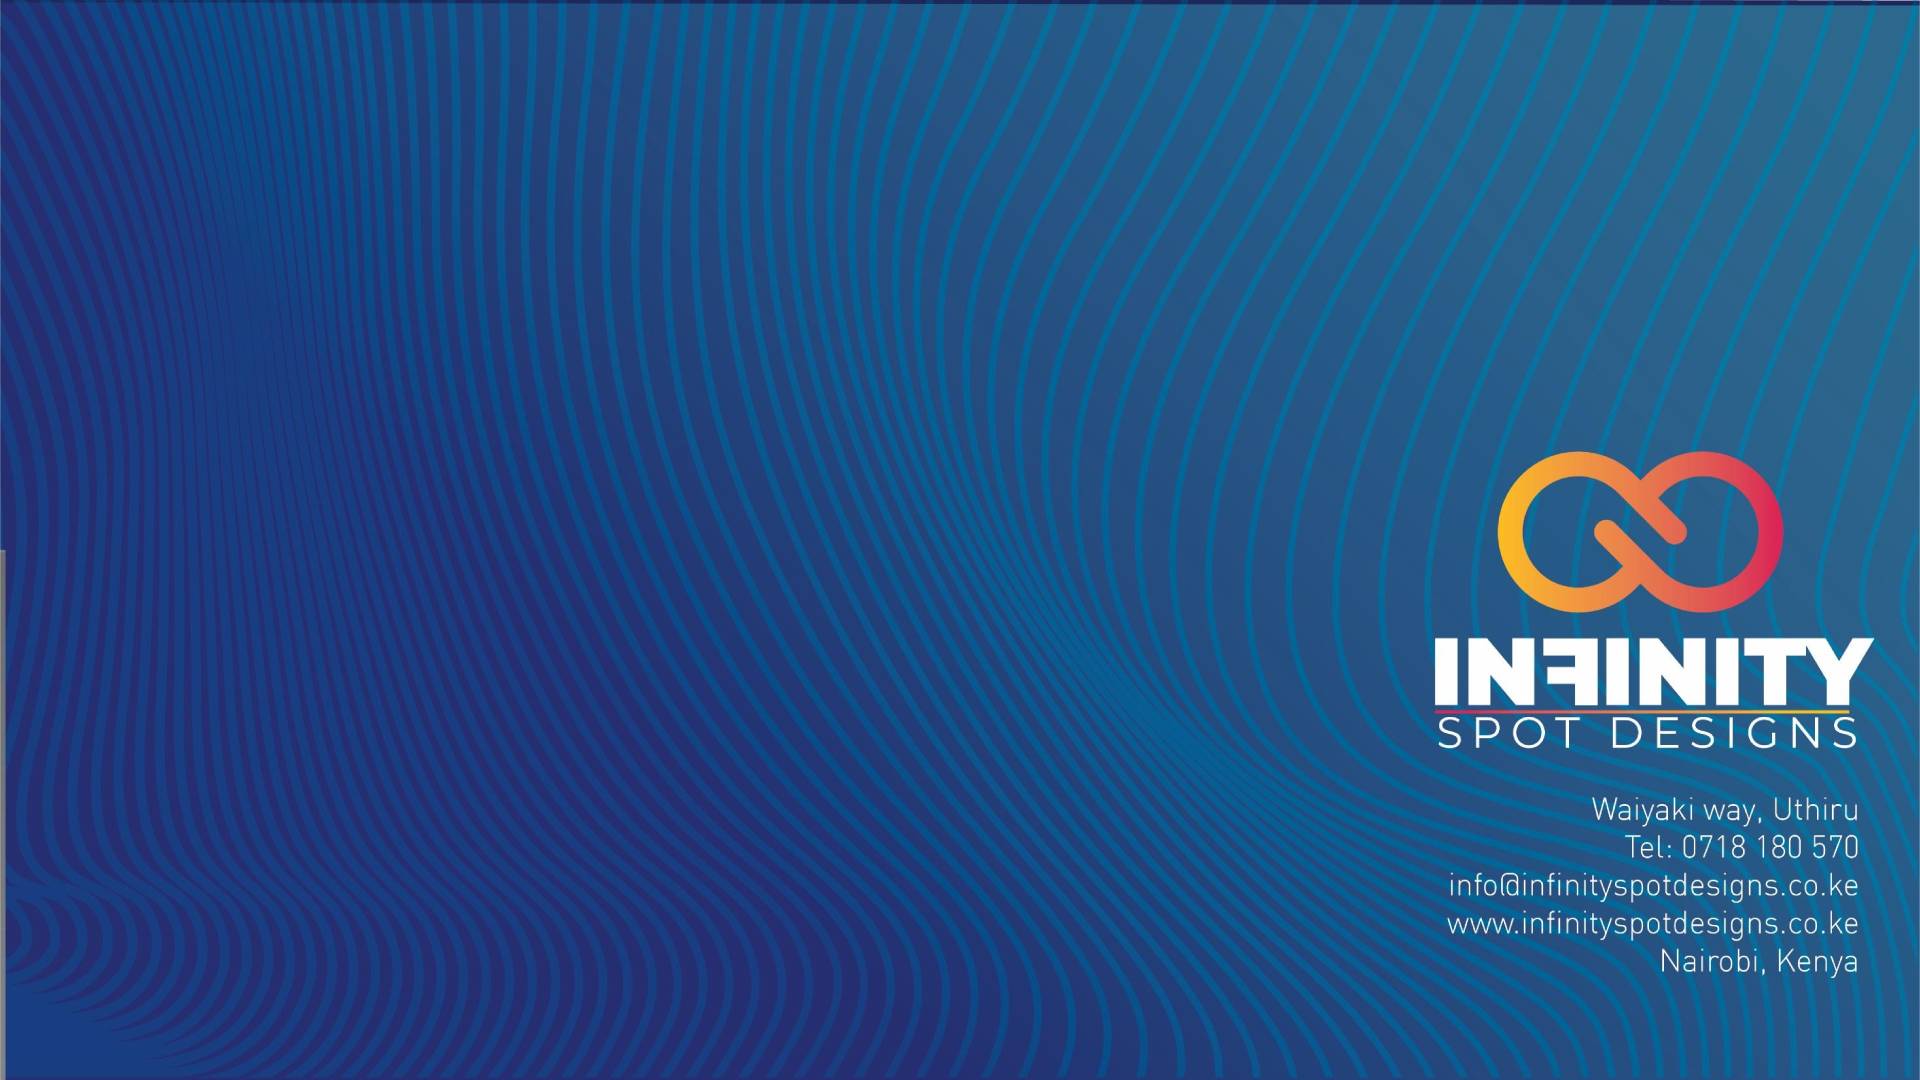 INFINITY
SPOT DESIGNS
Waiyaki way, Uthiru
Tel: 0718 180 570
info@infinityspotdesigns.co.ke
www.infinityspotdesigns.co.ke
Nairobi, Kenya